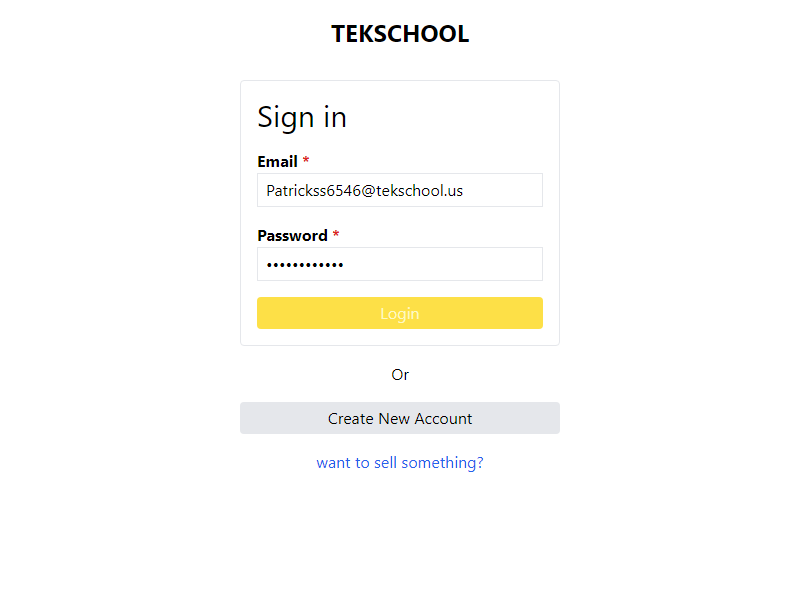 TEKSCHOOL
Sign in
Email *
Patrickss6546@tekschool.us
Password *
••••••••••••
Login
Or
Create New Account
want to sell something?